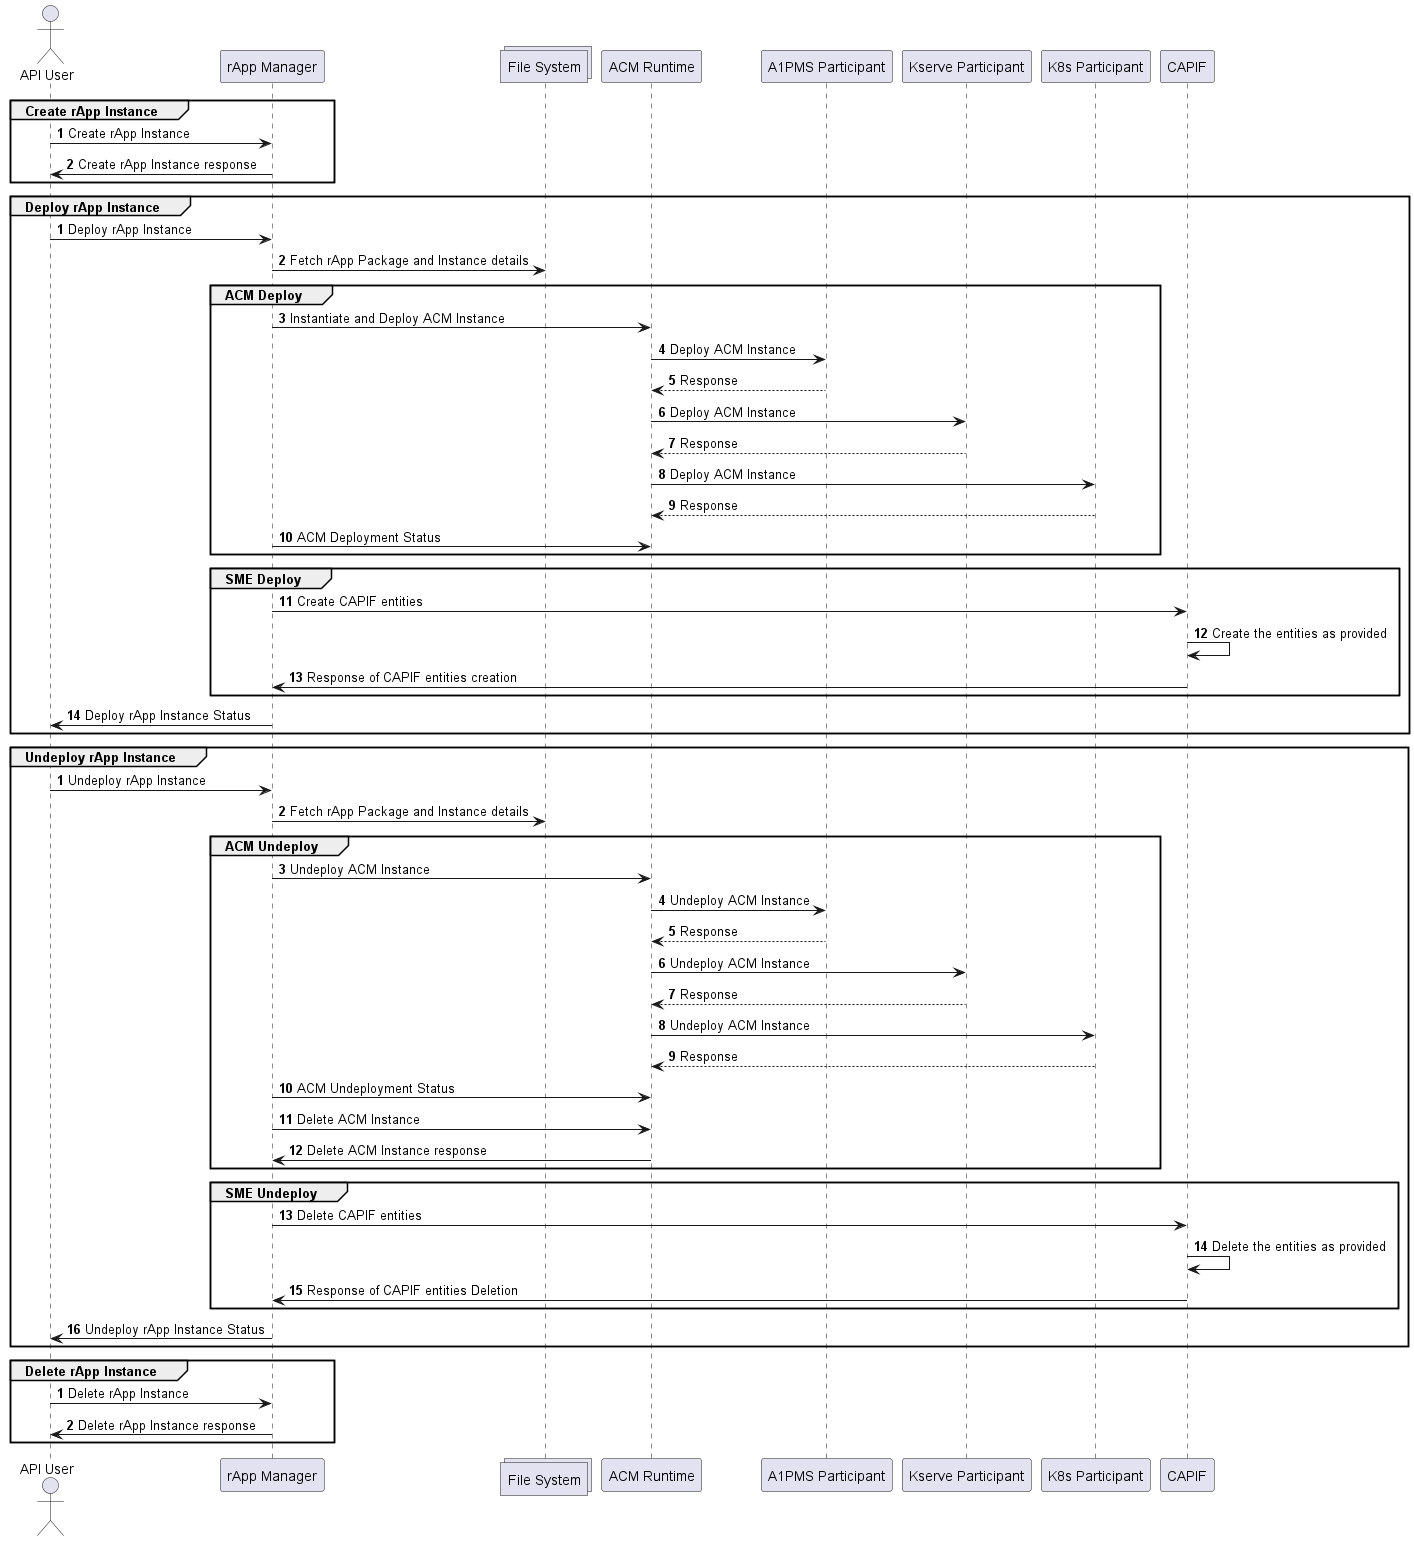 API User
rApp Manager
File System
ACM Runtime
A1PMS Participant
Kserve Participant
K8s Participant
CAPIF
Create rApp Instance
1 Create rApp Instance
2 Create rApp Instance response
Deploy rApp Instance
1 Deploy rApp Instance
2 Fetch rApp Package and Instance details
ACM Deploy
3 Instantiate and Deploy ACM Instance
4 Deploy ACM Instance
5 Response
6 Deploy ACM Instance
7 Response
8 Deploy ACM Instance
9 Response
10 ACM Deployment Status
SME Deploy
11 Create CAPIF entities
12 Create the entities as provided
13 Response of CAPIF entities creation
14 Deploy rApp Instance Status
Undeploy rApp Instance
1 Undeploy rApp Instance
2 Fetch rApp Package and Instance details
ACM Undeploy
3 Undeploy ACM Instance
4 Undeploy ACM Instance
5 Response
6 Undeploy ACM Instance
7 Response
8 Undeploy ACM Instance
9 Response
10 ACM Undeployment Status
11 Delete ACM Instance
12 Delete ACM Instance response
SME Undeploy
13 Delete CAPIF entities
14 Delete the entities as provided
15 Response of CAPIF entities Deletion
16 Undeploy rApp Instance Status
Delete rApp Instance
1 Delete rApp Instance
2 Delete rApp Instance response
API User
rApp Manager
File System
ACM Runtime
A1PMS Participant
Kserve Participant
K8s Participant
CAPIF